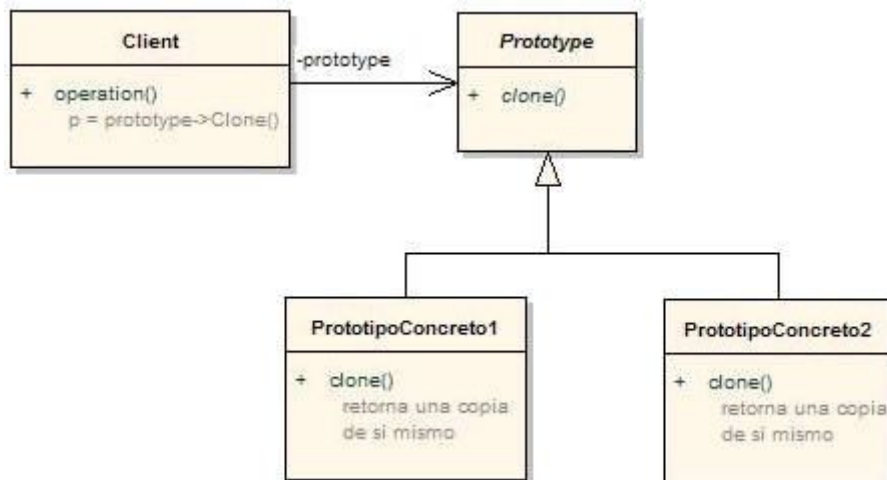 Client
+ operation()
p = prototype->Clone()
-prototype
Prototype
+ clone()
PrototipoConcreto1
+ clone()
retorna una copia
de si mismo
PrototipoConcreto2
+ clone()
retorna una copia
de si mismo